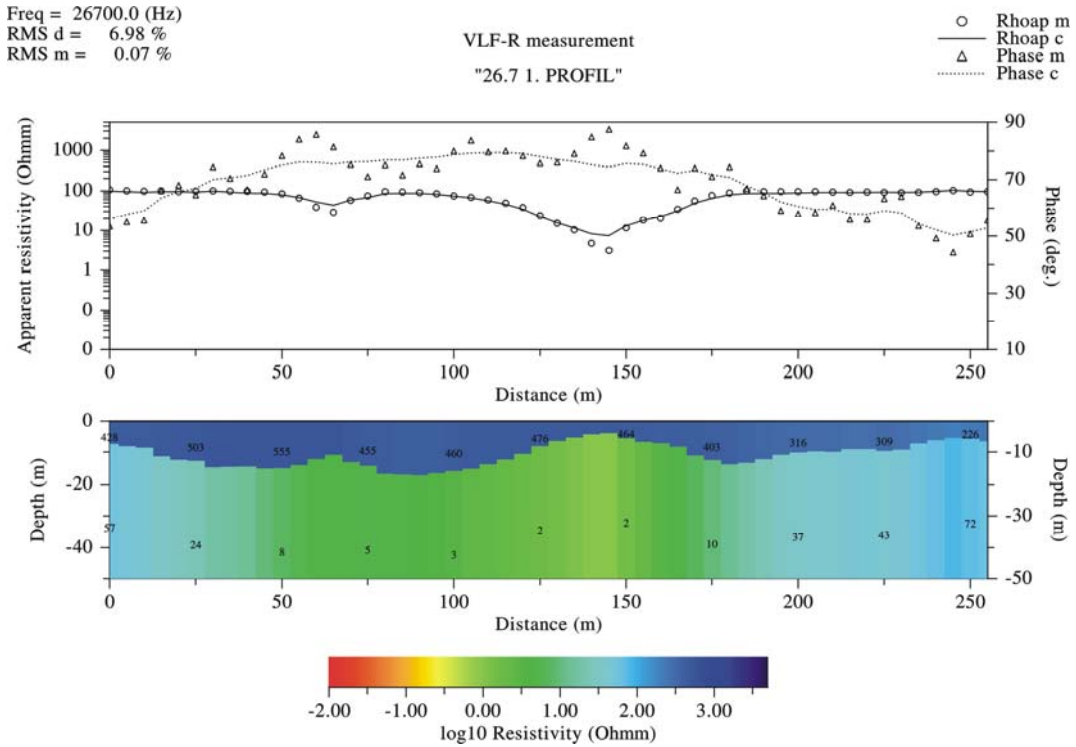 Freq = 26700.0 (Hz)
RMS d = 6.98 %
RMS m = 0.07 %
VLF-R measurement
"26.7 1. PROFIL"
Rhoap m
Rhoap c
Phase m
Phase c
Apparent resistivity (Ohmm)
1000
100
10
1
0
0
90
70
50
30
10
Phase (deg.)
0 50 100 150 200 250
Distance (m)
Depth (m)
0
-20
-40
428 503 555 455 460 476 464 403 316 309 226
57 24 8 5 3 2 2 10 37 43 72
-10
-30
-50
Depth (m)
0 50 100 150 200 250
Distance (m)
-2.00 -1.00 0.00 1.00 2.00 3.00
log10 Resistivity (Ohmm)